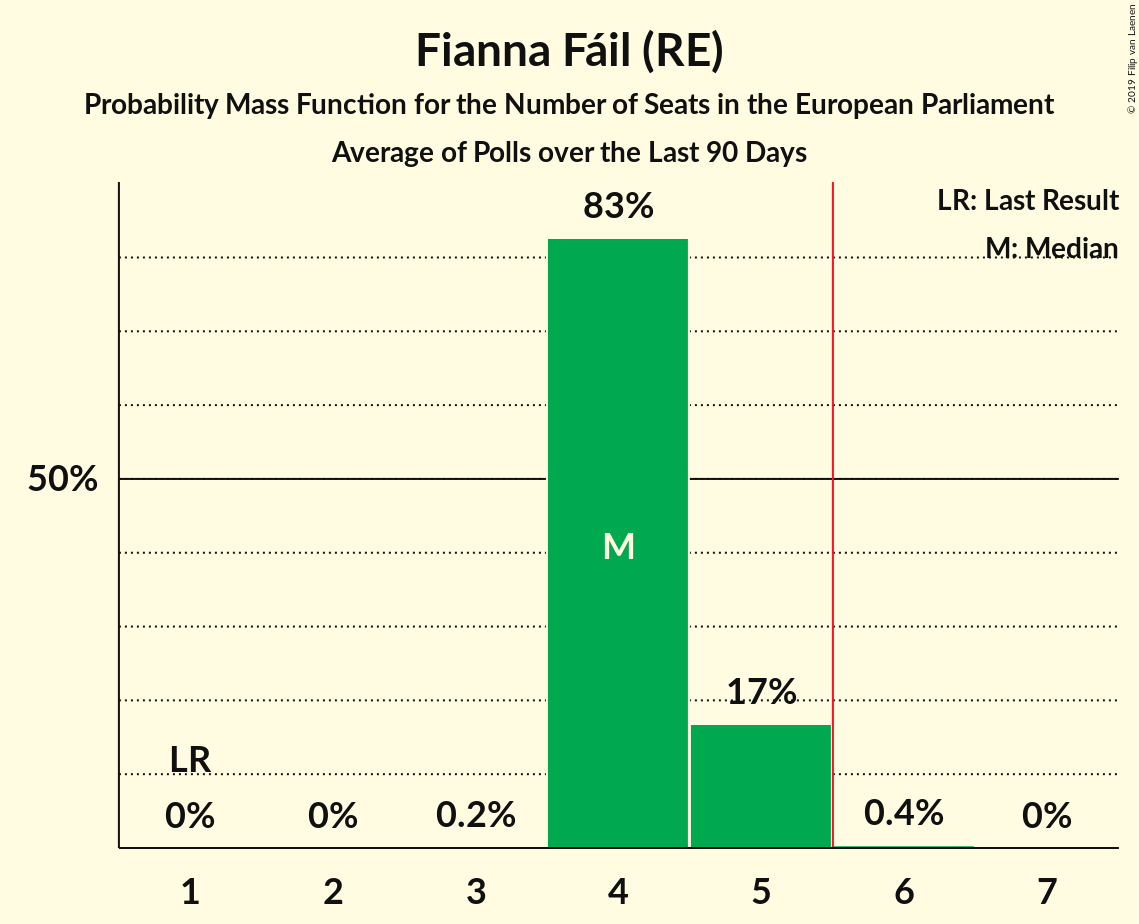 Fianna Fáil (RE)
Probability Mass Function for the Number of Seats in the European Parliament
Average of Polls over the Last 90 Days
© 2019 Filip van Laenen
LR: Last Result
M: Median
83%
50%
M
17%
LR
0%
0%
0.2%
0.4%
0%
1
2
3
4
5
6
7